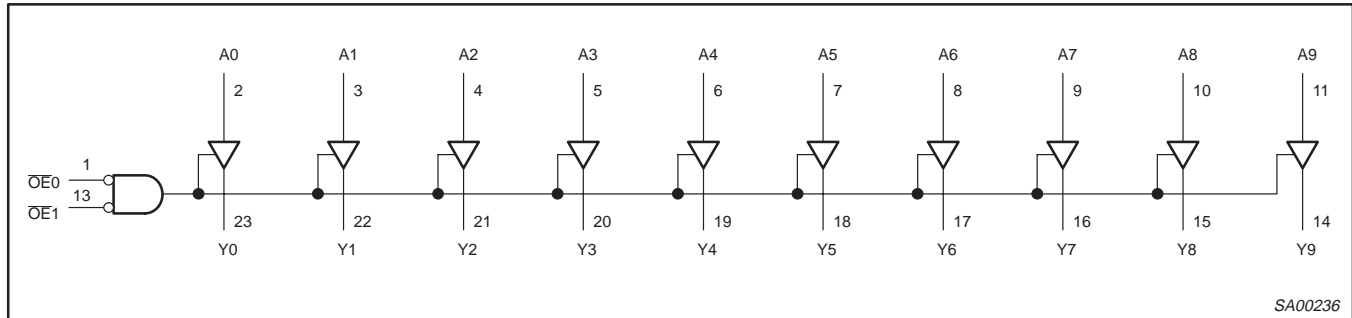 A0 A1 A2 A3 A4 A5 A6 A7 A8 A9
2 3 4 5 6 7 8 9 10 11
1
O̅E̅0
13
O̅E̅1
23 22 21 20 19 18 17 16 15 14
Y0 Y1 Y2 Y3 Y4 Y5 Y6 Y7 Y8 Y9
SA00236